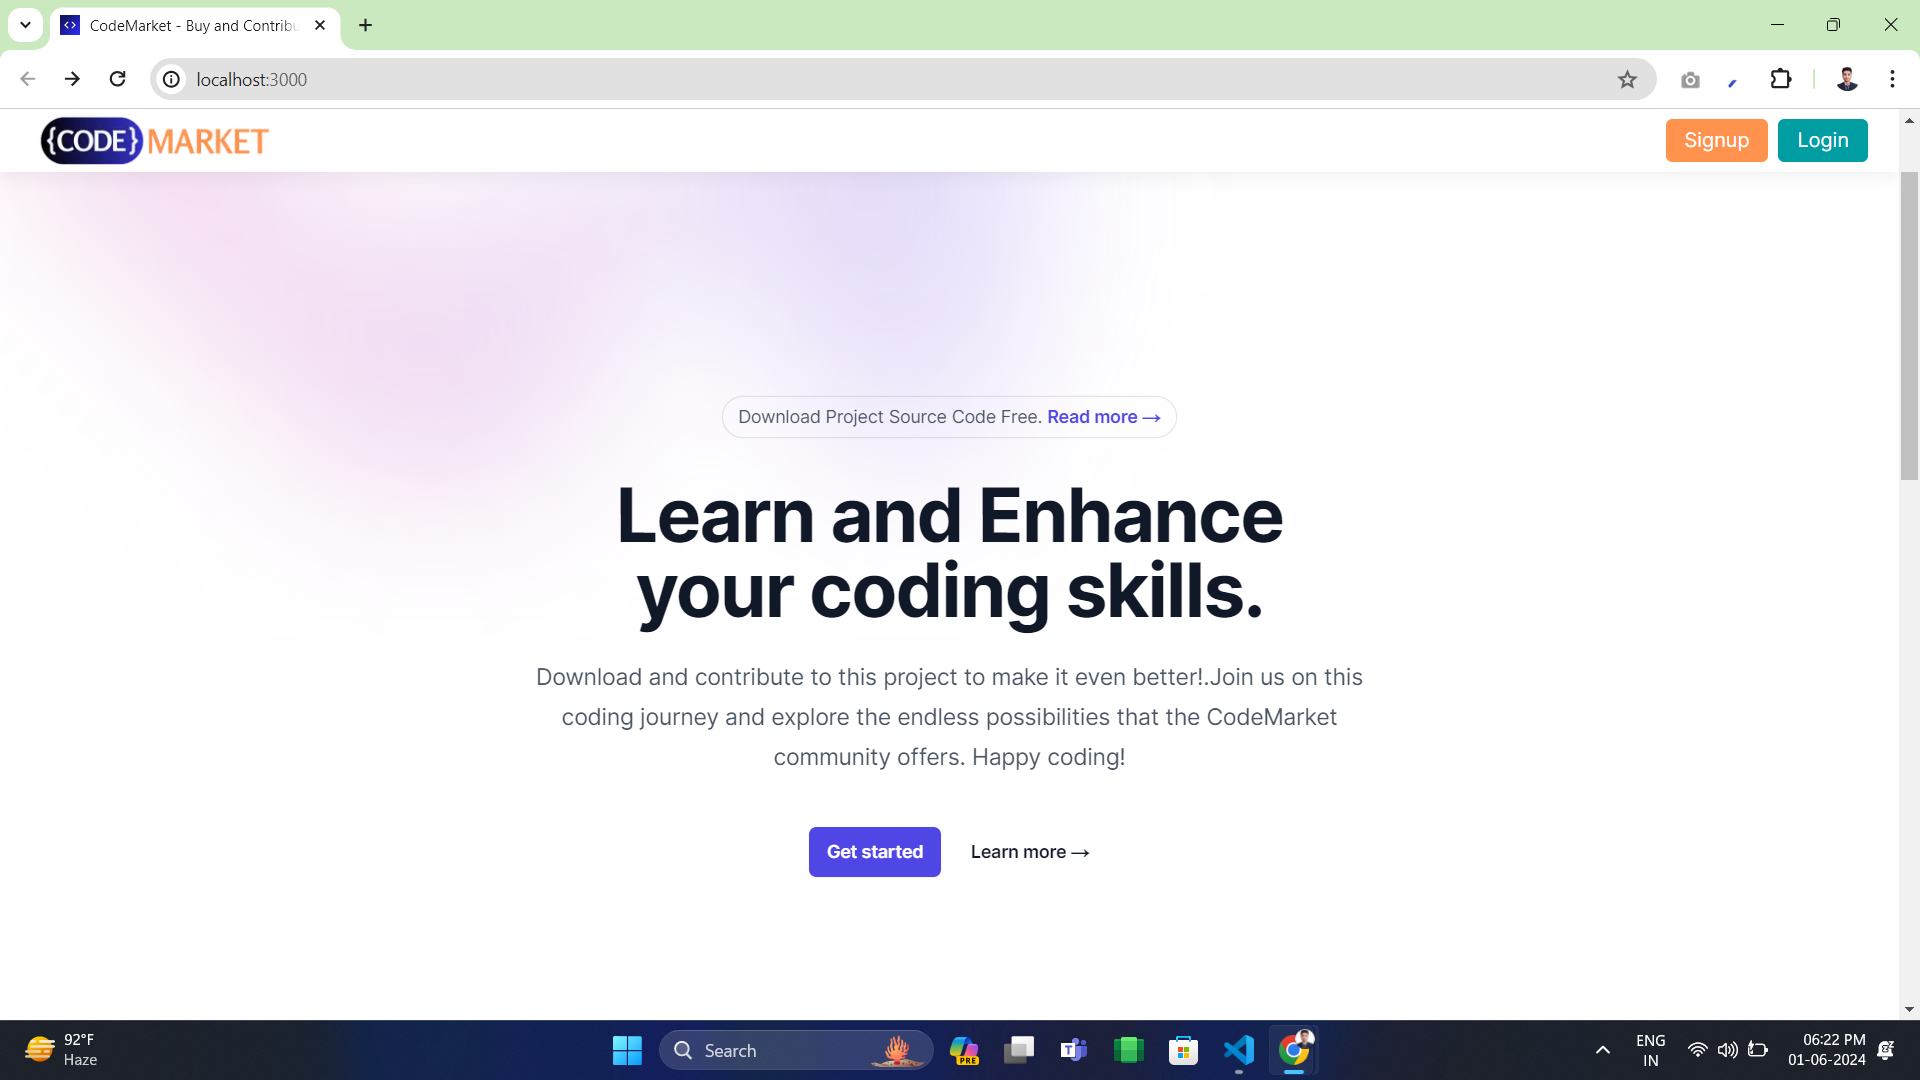 CodeMarket - Buy and Contribu
localhost:3000
{CODE} MARKET
Signup
Login
Download Project Source Code Free. Read more →
Learn and Enhance
your coding skills.
Download and contribute to this project to make it even better!.Join us on this
coding journey and explore the endless possibilities that the CodeMarket
community offers. Happy coding!
Get started
Learn more →
92°F
Haze
Search
PRE
ENG
IN
06:22 PM
01-06-2024